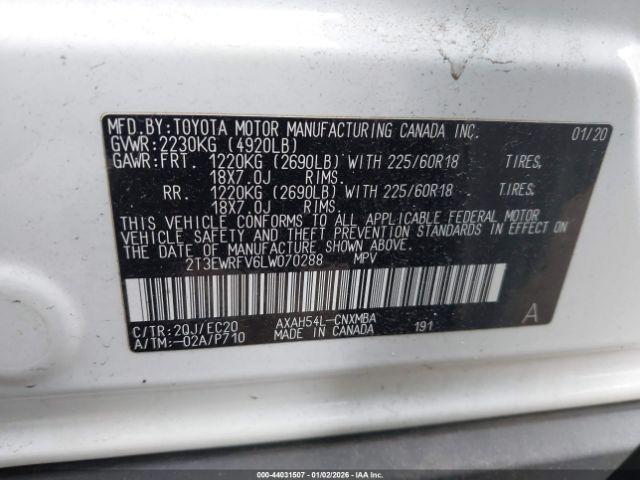 MFD.BY:TOYOTA MOTOR MANUFACTURING CANADA INC. 01/20
GVWR:2230KG (4920LB)
GAWR:FRT. 1220KG (2690LB) WITH 225/60R18 TIRES,
18X7.0J RIMS.
RR. 1220KG (2690LB) WITH 225/60R18 TIRES,
18X7.0J RIMS.
THIS VEHICLE CONFORMS TO ALL APPLICABLE FEDERAL MOTOR
VEHICLE SAFETY AND THEFT PREVENTION STANDARDS IN EFFECT ON
THE DATE OF MANUFACTURE SHOWN ABOVE.
2T3EWRFV6LW070288 MPV
C/TR:2QJ/EC20 AXAH54L-CNXMBA 191 A
A/TM:-02A/P710 MADE IN CANADA
000-44031507 - 01/02/2026 - IAAI.CA